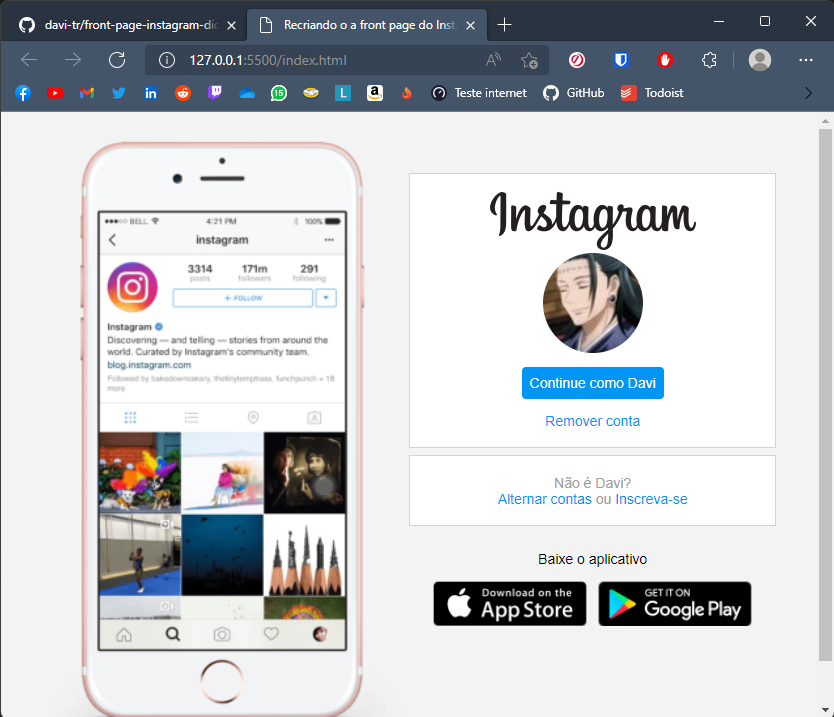 davi-tr/front-page-instagram-dic
Recriando o a front page do Inst
127.0.0.1:5500/index.html
Teste internet
GitHub
Todoist
●●●○○ BELL
4:21 PM
100%
instagram
3314
171m
291
posts
followers
following
+ FOLLOW
Instagram
Discovering — and telling — stories from around the
world. Curated by Instagram's community team.
blog.instagram.com
Followed by bakedowncakery, thetinytemptress, funchpunch + 18
more
Instagram
Continue como Davi
Remover conta
Não é Davi?
Alternar contas ou Inscreva-se
Baixe o aplicativo
Download on the
App Store
GET IT ON
Google Play